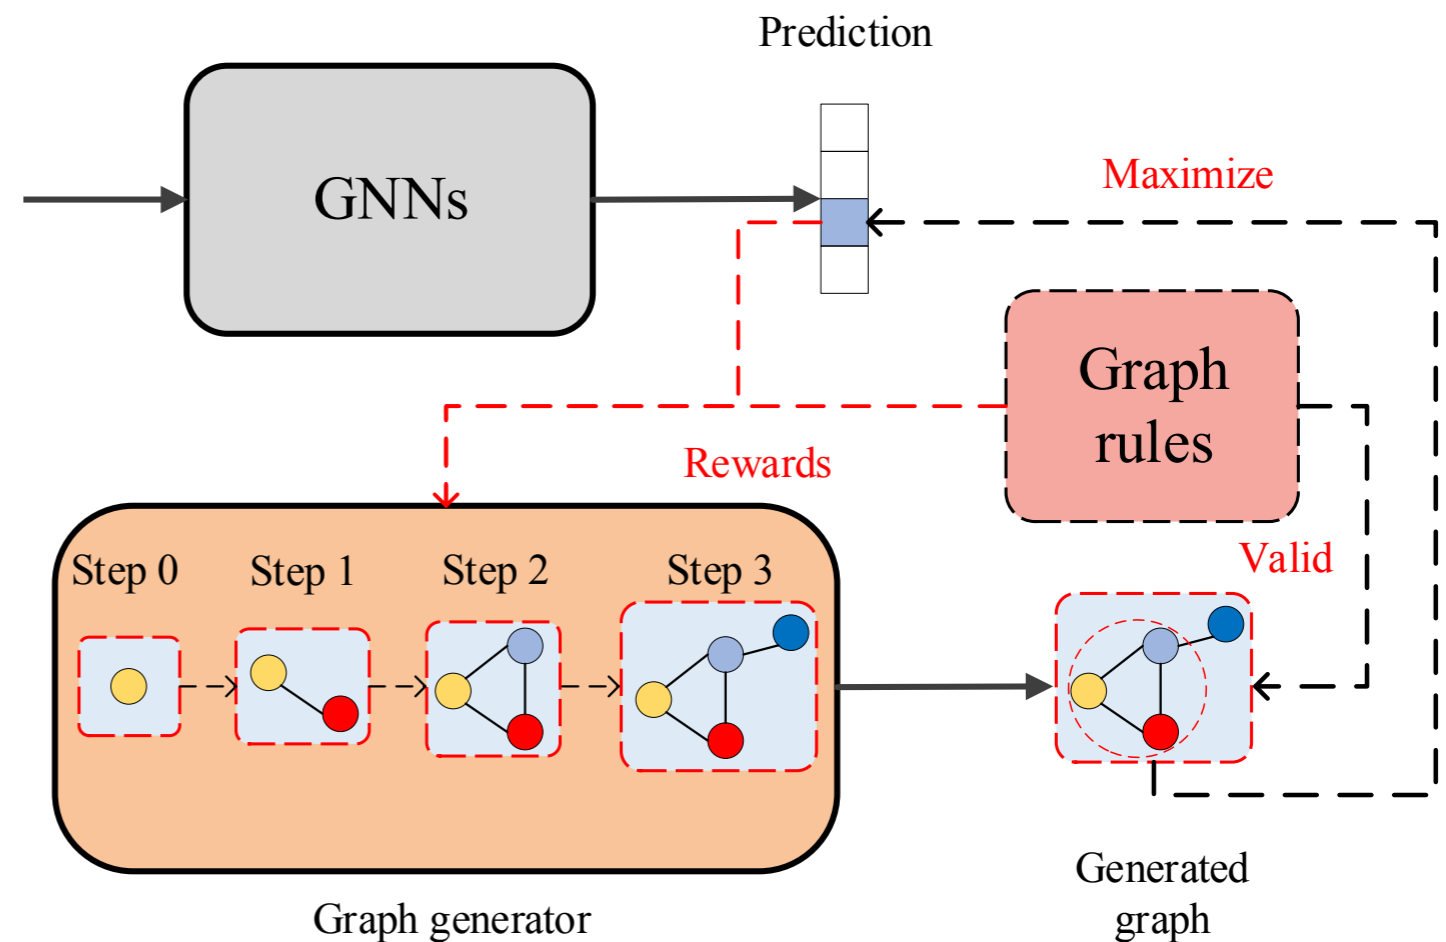 Prediction
GNNs
Maximize
Graph
rules
Rewards
Valid
Step 0
Step 1
Step 2
Step 3
Generated
graph
Graph generator